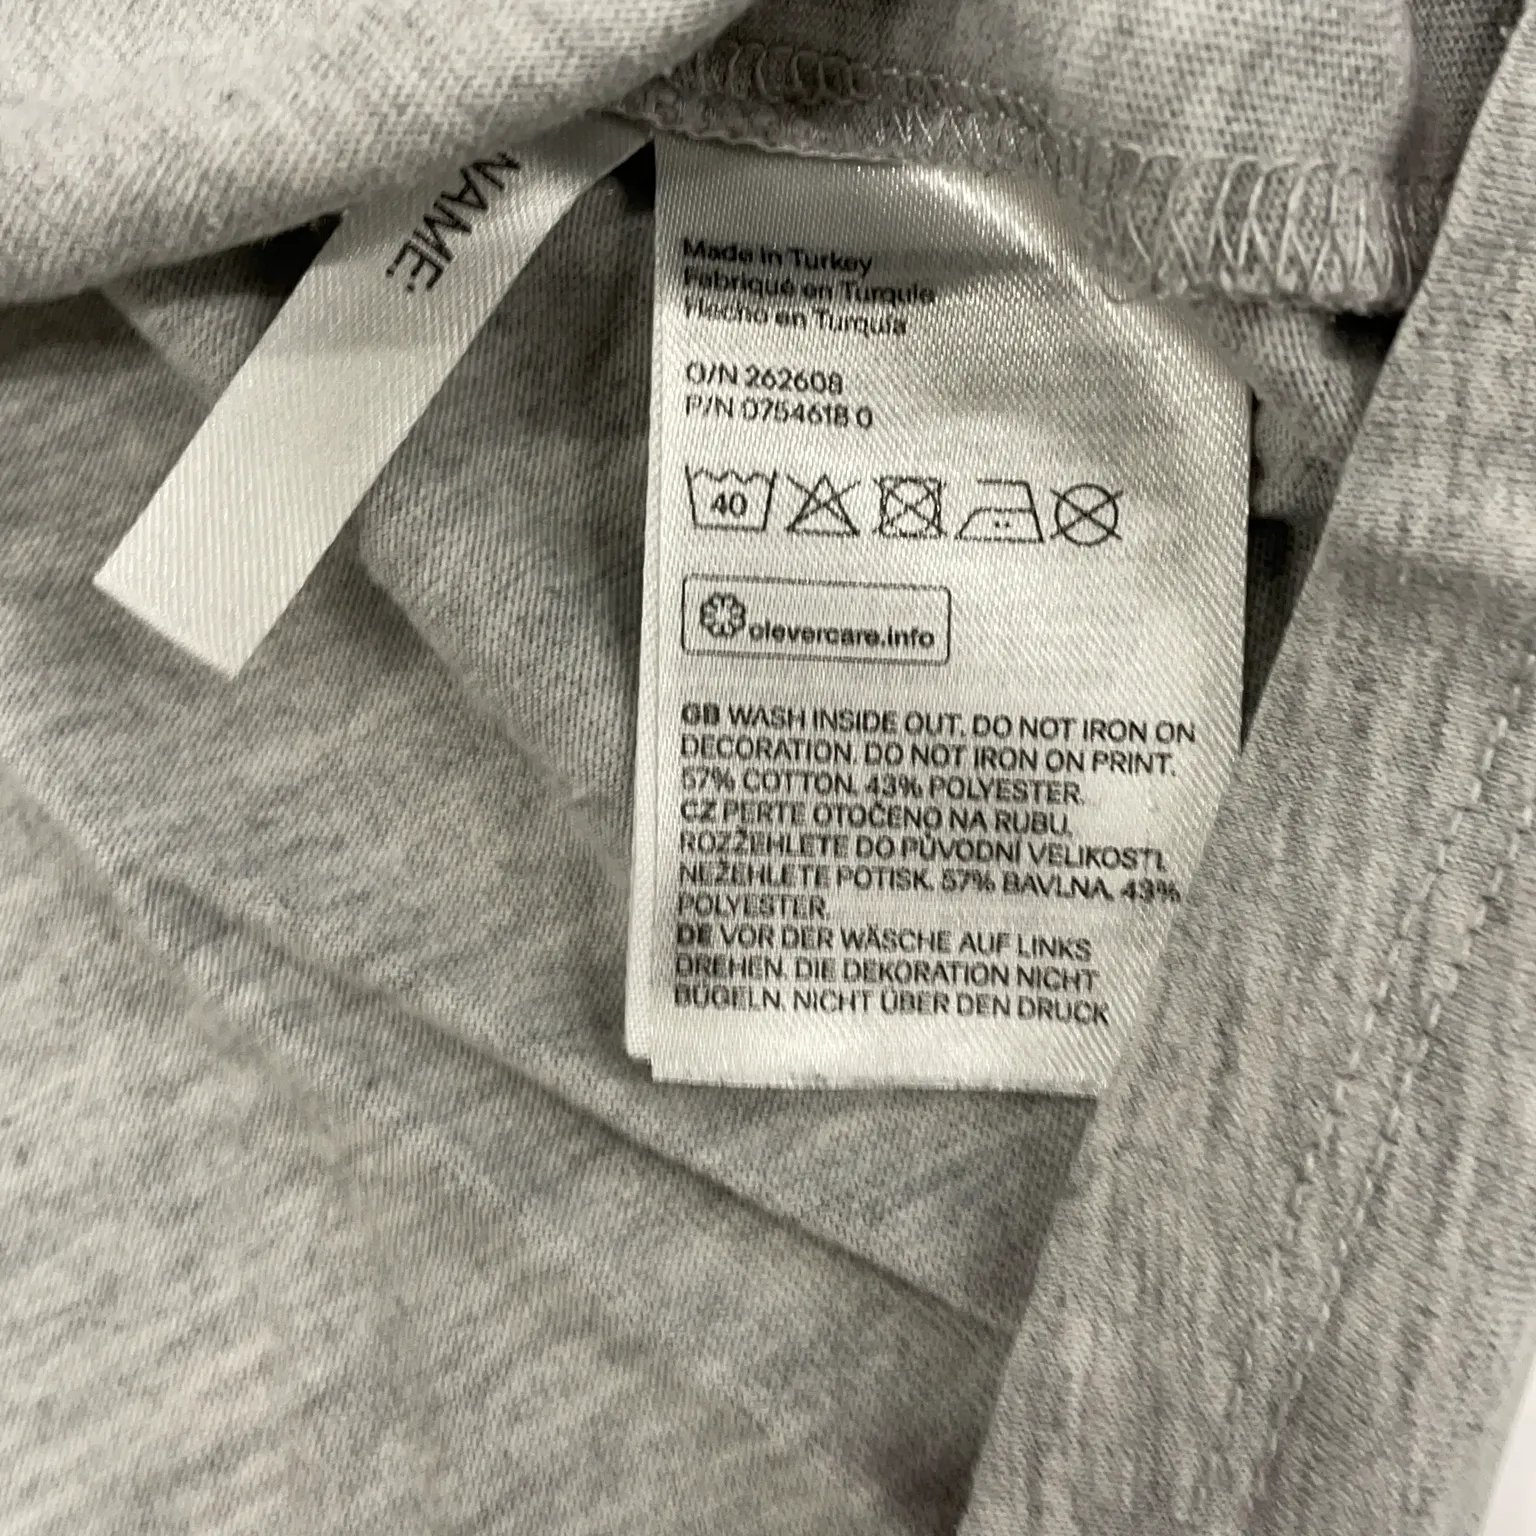 NAME:
Made in Turkey
Fabriqué en Turquie
Hecho en Turquía
O/N 262608
P/N 0754618 0
40
clevercare.info
GB WASH INSIDE OUT. DO NOT IRON ON
DECORATION. DO NOT IRON ON PRINT.
57% COTTON. 43% POLYESTER.
CZ PERTE OTOČENO NA RUBU.
ROZŽEHLETE DO PŮVODNÍ VELIKOSTI.
NEŽEHLETE POTISK. 57% BAVLNA. 43%
POLYESTER.
DE VOR DER WÄSCHE AUF LINKS
DREHEN. DIE DEKORATION NICHT
BÜGELN. NICHT ÜBER DEN DRUCK